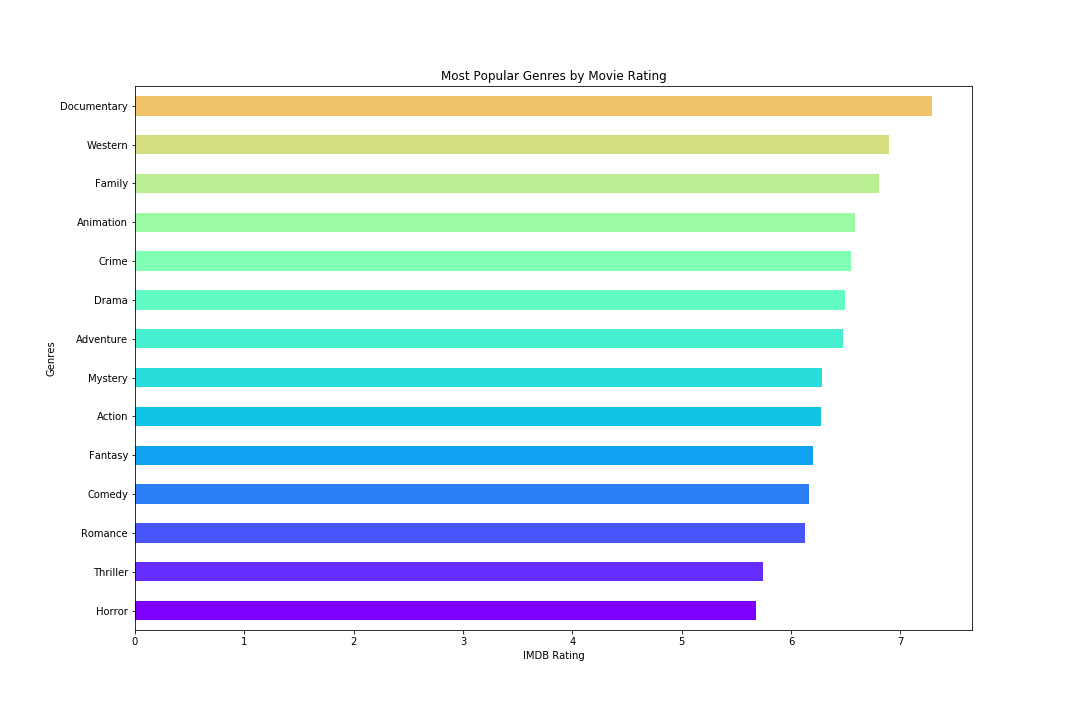 Most Popular Genres by Movie Rating
Genres
Documentary
Western
Family
Animation
Crime
Drama
Adventure
Mystery
Action
Fantasy
Comedy
Romance
Thriller
Horror
0 1 2 3 4 5 6 7
IMDB Rating